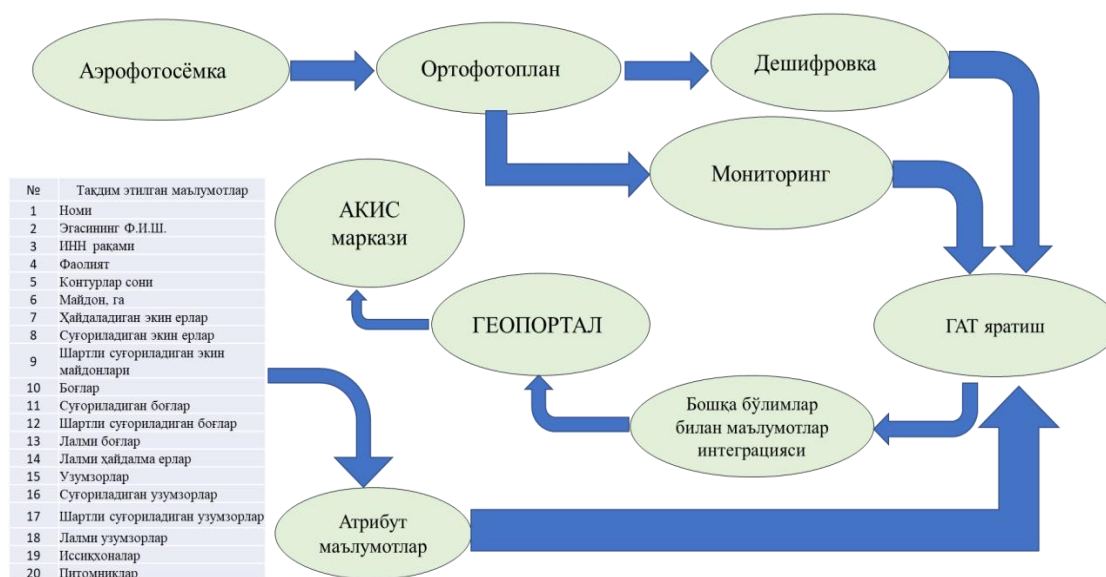 Аэрофотосёмка
Ортофотоплан
Дешифровка
Мониторинг
АКИС
маркази
ГЕОПОРТАЛ
ГАТ яратиш
Бошқа бўлимлар
билан маълумотлар
интеграцияси
Атрибут
маълумотлар
№ Тақдим этилган маълумотлар
1 Номи
2 Эгасининг Ф.И.Ш.
3 ИНН рақами
4 Фаолият
5 Контурлар сони
6 Майдон, га
7 Ҳайдаладиган экин ерлар
8 Суғориладиган экин ерлар
9 Шартли суғориладиган экин
майдонлари
10 Боғлар
11 Суғориладиган боғлар
12 Шартли суғориладиган боғлар
13 Лалми боғлар
14 Лалми ҳайдалма ерлар
15 Узумзорлар
16 Суғориладиган узумзорлар
17 Шартли суғориладиган узумзорлар
18 Лалми узумзорлар
19 Иссиқхоналар
20 Питомниклар